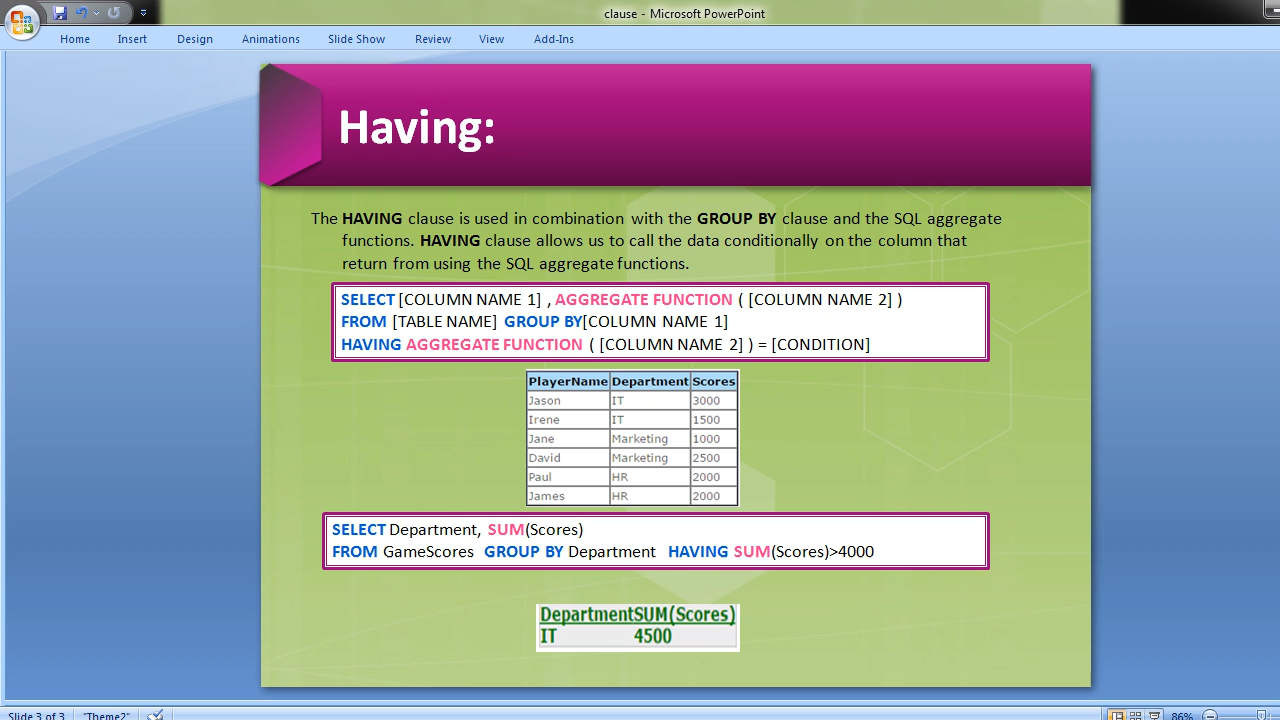 clause - Microsoft PowerPoint
Home Insert Design Animations Slide Show Review View Add-Ins
Having:
The HAVING clause is used in combination with the GROUP BY clause and the SQL aggregate
functions. HAVING clause allows us to call the data conditionally on the column that
return from using the SQL aggregate functions.
SELECT [COLUMN NAME 1] , AGGREGATE FUNCTION ( [COLUMN NAME 2] )
FROM [TABLE NAME] GROUP BY[COLUMN NAME 1]
HAVING AGGREGATE FUNCTION ( [COLUMN NAME 2] ) = [CONDITION]
PlayerName Department Scores
Jason IT 3000
Irene IT 1500
Jane Marketing 1000
David Marketing 2500
Paul HR 2000
James HR 2000
SELECT Department, SUM(Scores)
FROM GameScores GROUP BY Department HAVING SUM(Scores)>4000
DepartmentSUM(Scores)
IT 4500
Slide 3 of 3 "Theme2" 86%